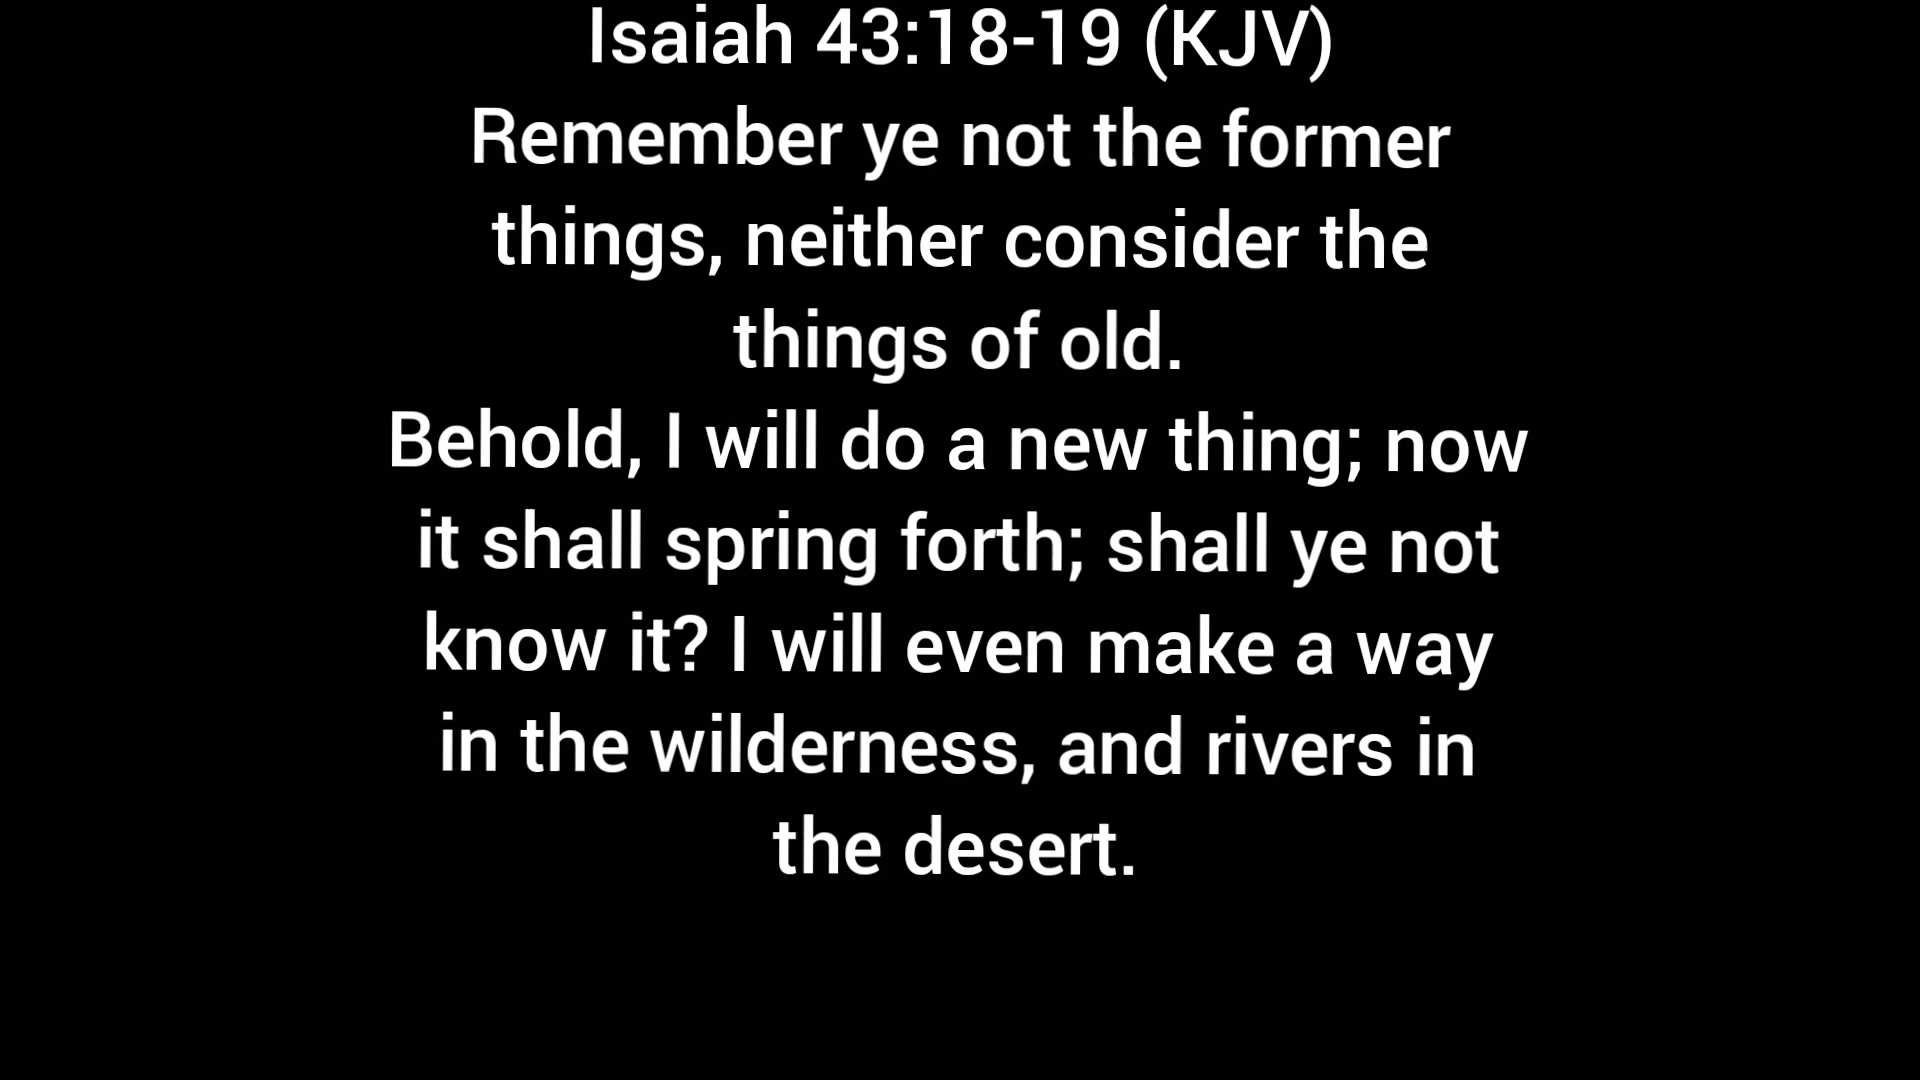 Isaiah 43:18-19 (KJV)
Remember ye not the former
things, neither consider the
things of old.
Behold, I will do a new thing; now
it shall spring forth; shall ye not
know it? I will even make a way
in the wilderness, and rivers in
the desert.